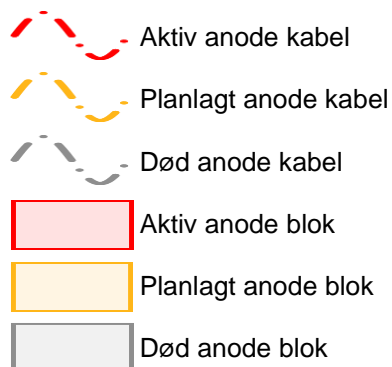 Aktiv anode kabel
Planlagt anode kabel
Død anode kabel
Aktiv anode blok
Planlagt anode blok
Død anode blok